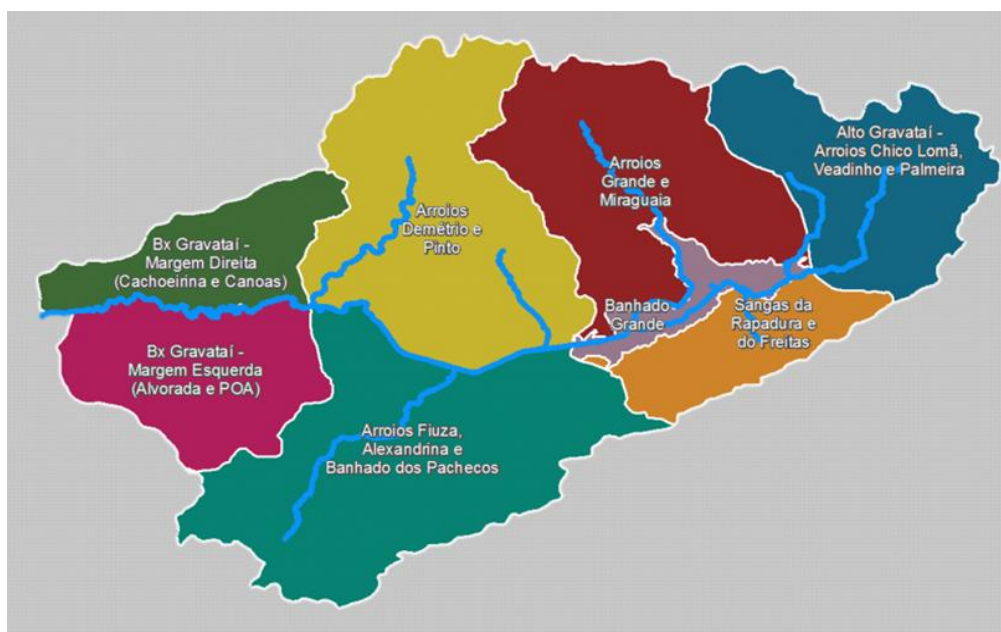 Alto Gravataí -
Arroios Chico Lomã,
Veadinho e Palmeira
Arroios
Grande e
Miraguaia
Arroios
Demétrio e
Pinto
Bx Gravataí -
Margem Direita
(Cachoeirina e Canoas)
Banhado
Grande
Sangas da
Rapadura e
do Freitas
Bx Gravataí -
Margem Esquerda
(Alvorada e POA)
Arroios Fiuza,
Alexandrina e
Banhado dos Pachecos